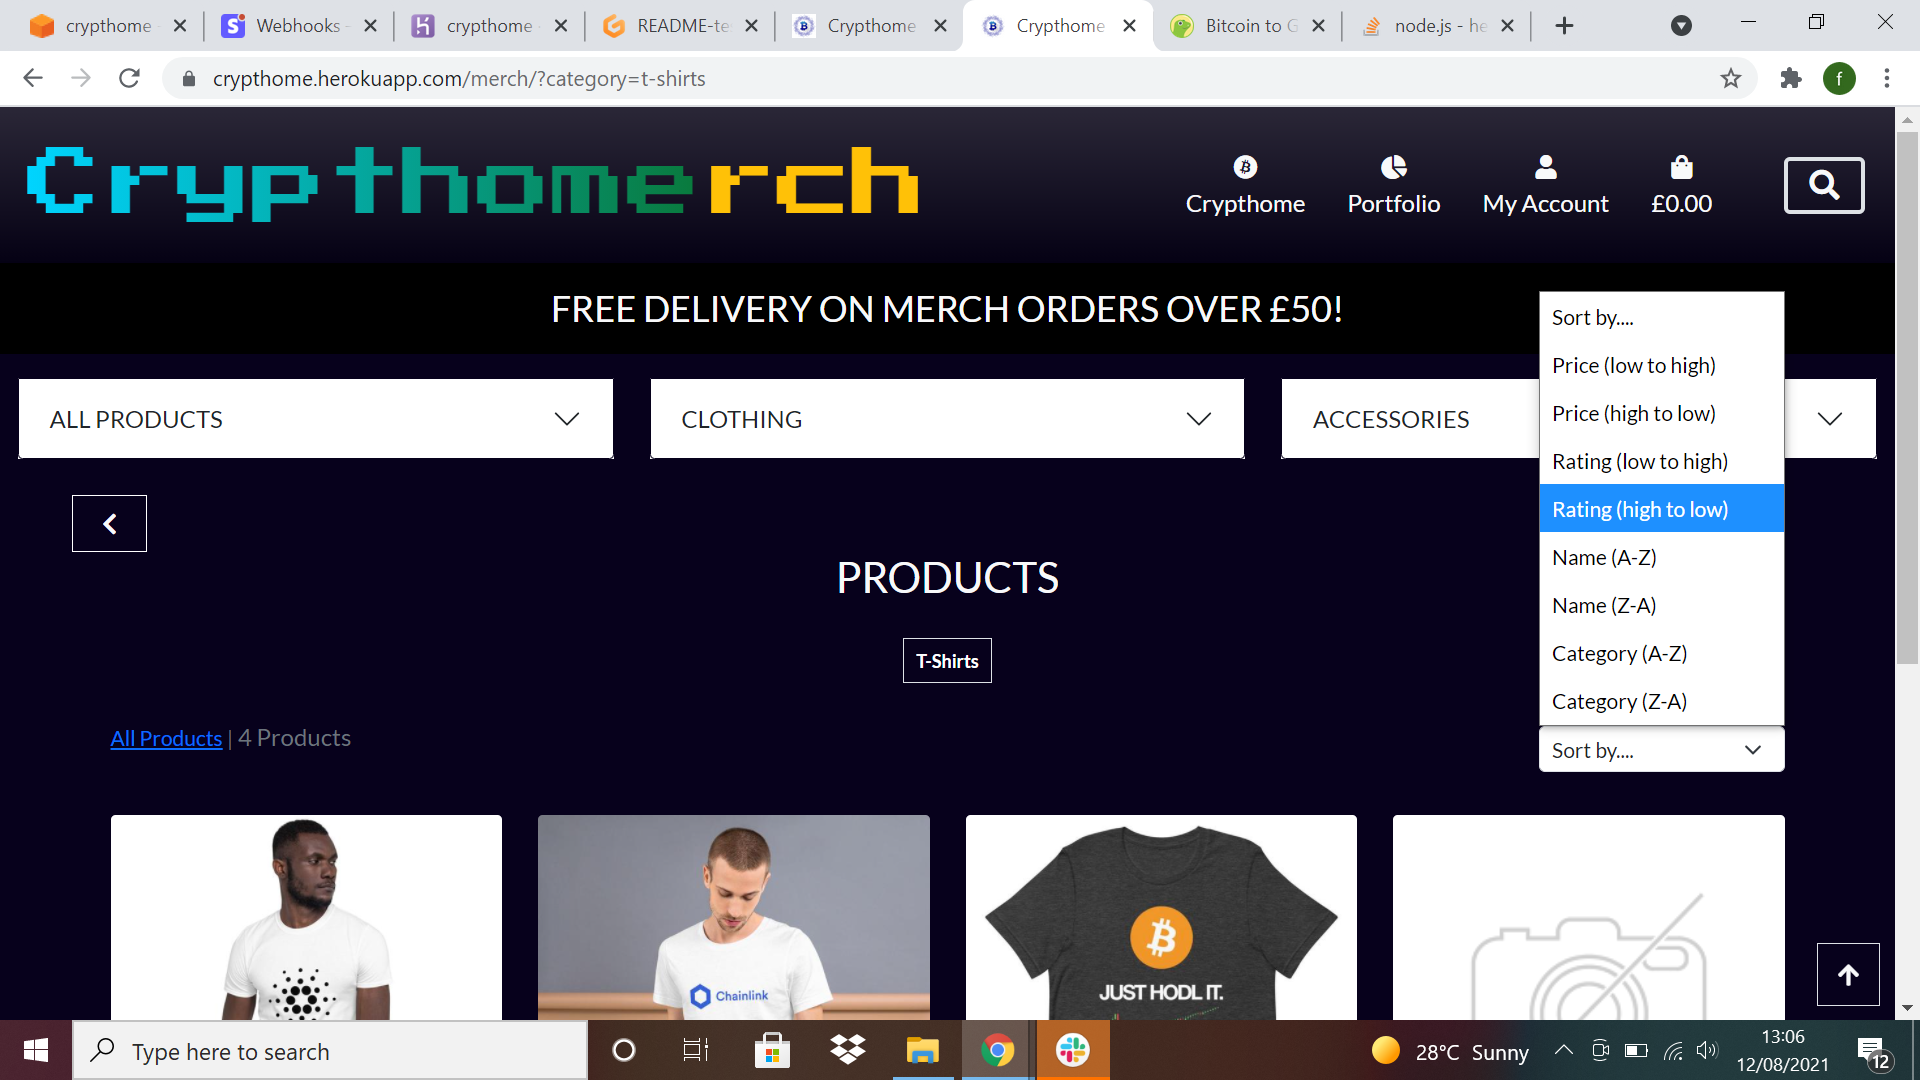 crypthome
Webhooks -
crypthome
README-te
Crypthome
Crypthome
Bitcoin to G
node.js - he
crypthome.herokuapp.com/merch/?category=t-shirts
f
Crypthomerch
Crypthome
Portfolio
My Account
£0.00
FREE DELIVERY ON MERCH ORDERS OVER £50!
Sort by....
Price (low to high)
Price (high to low)
Rating (low to high)
Rating (high to low)
Name (A-Z)
Name (Z-A)
Category (A-Z)
Category (Z-A)
ALL PRODUCTS
CLOTHING
ACCESSORIES
PRODUCTS
T-Shirts
All Products | 4 Products
Sort by....
Chainlink
JUST HODL IT.
Type here to search
28°C Sunny
13:06
12/08/2021
12